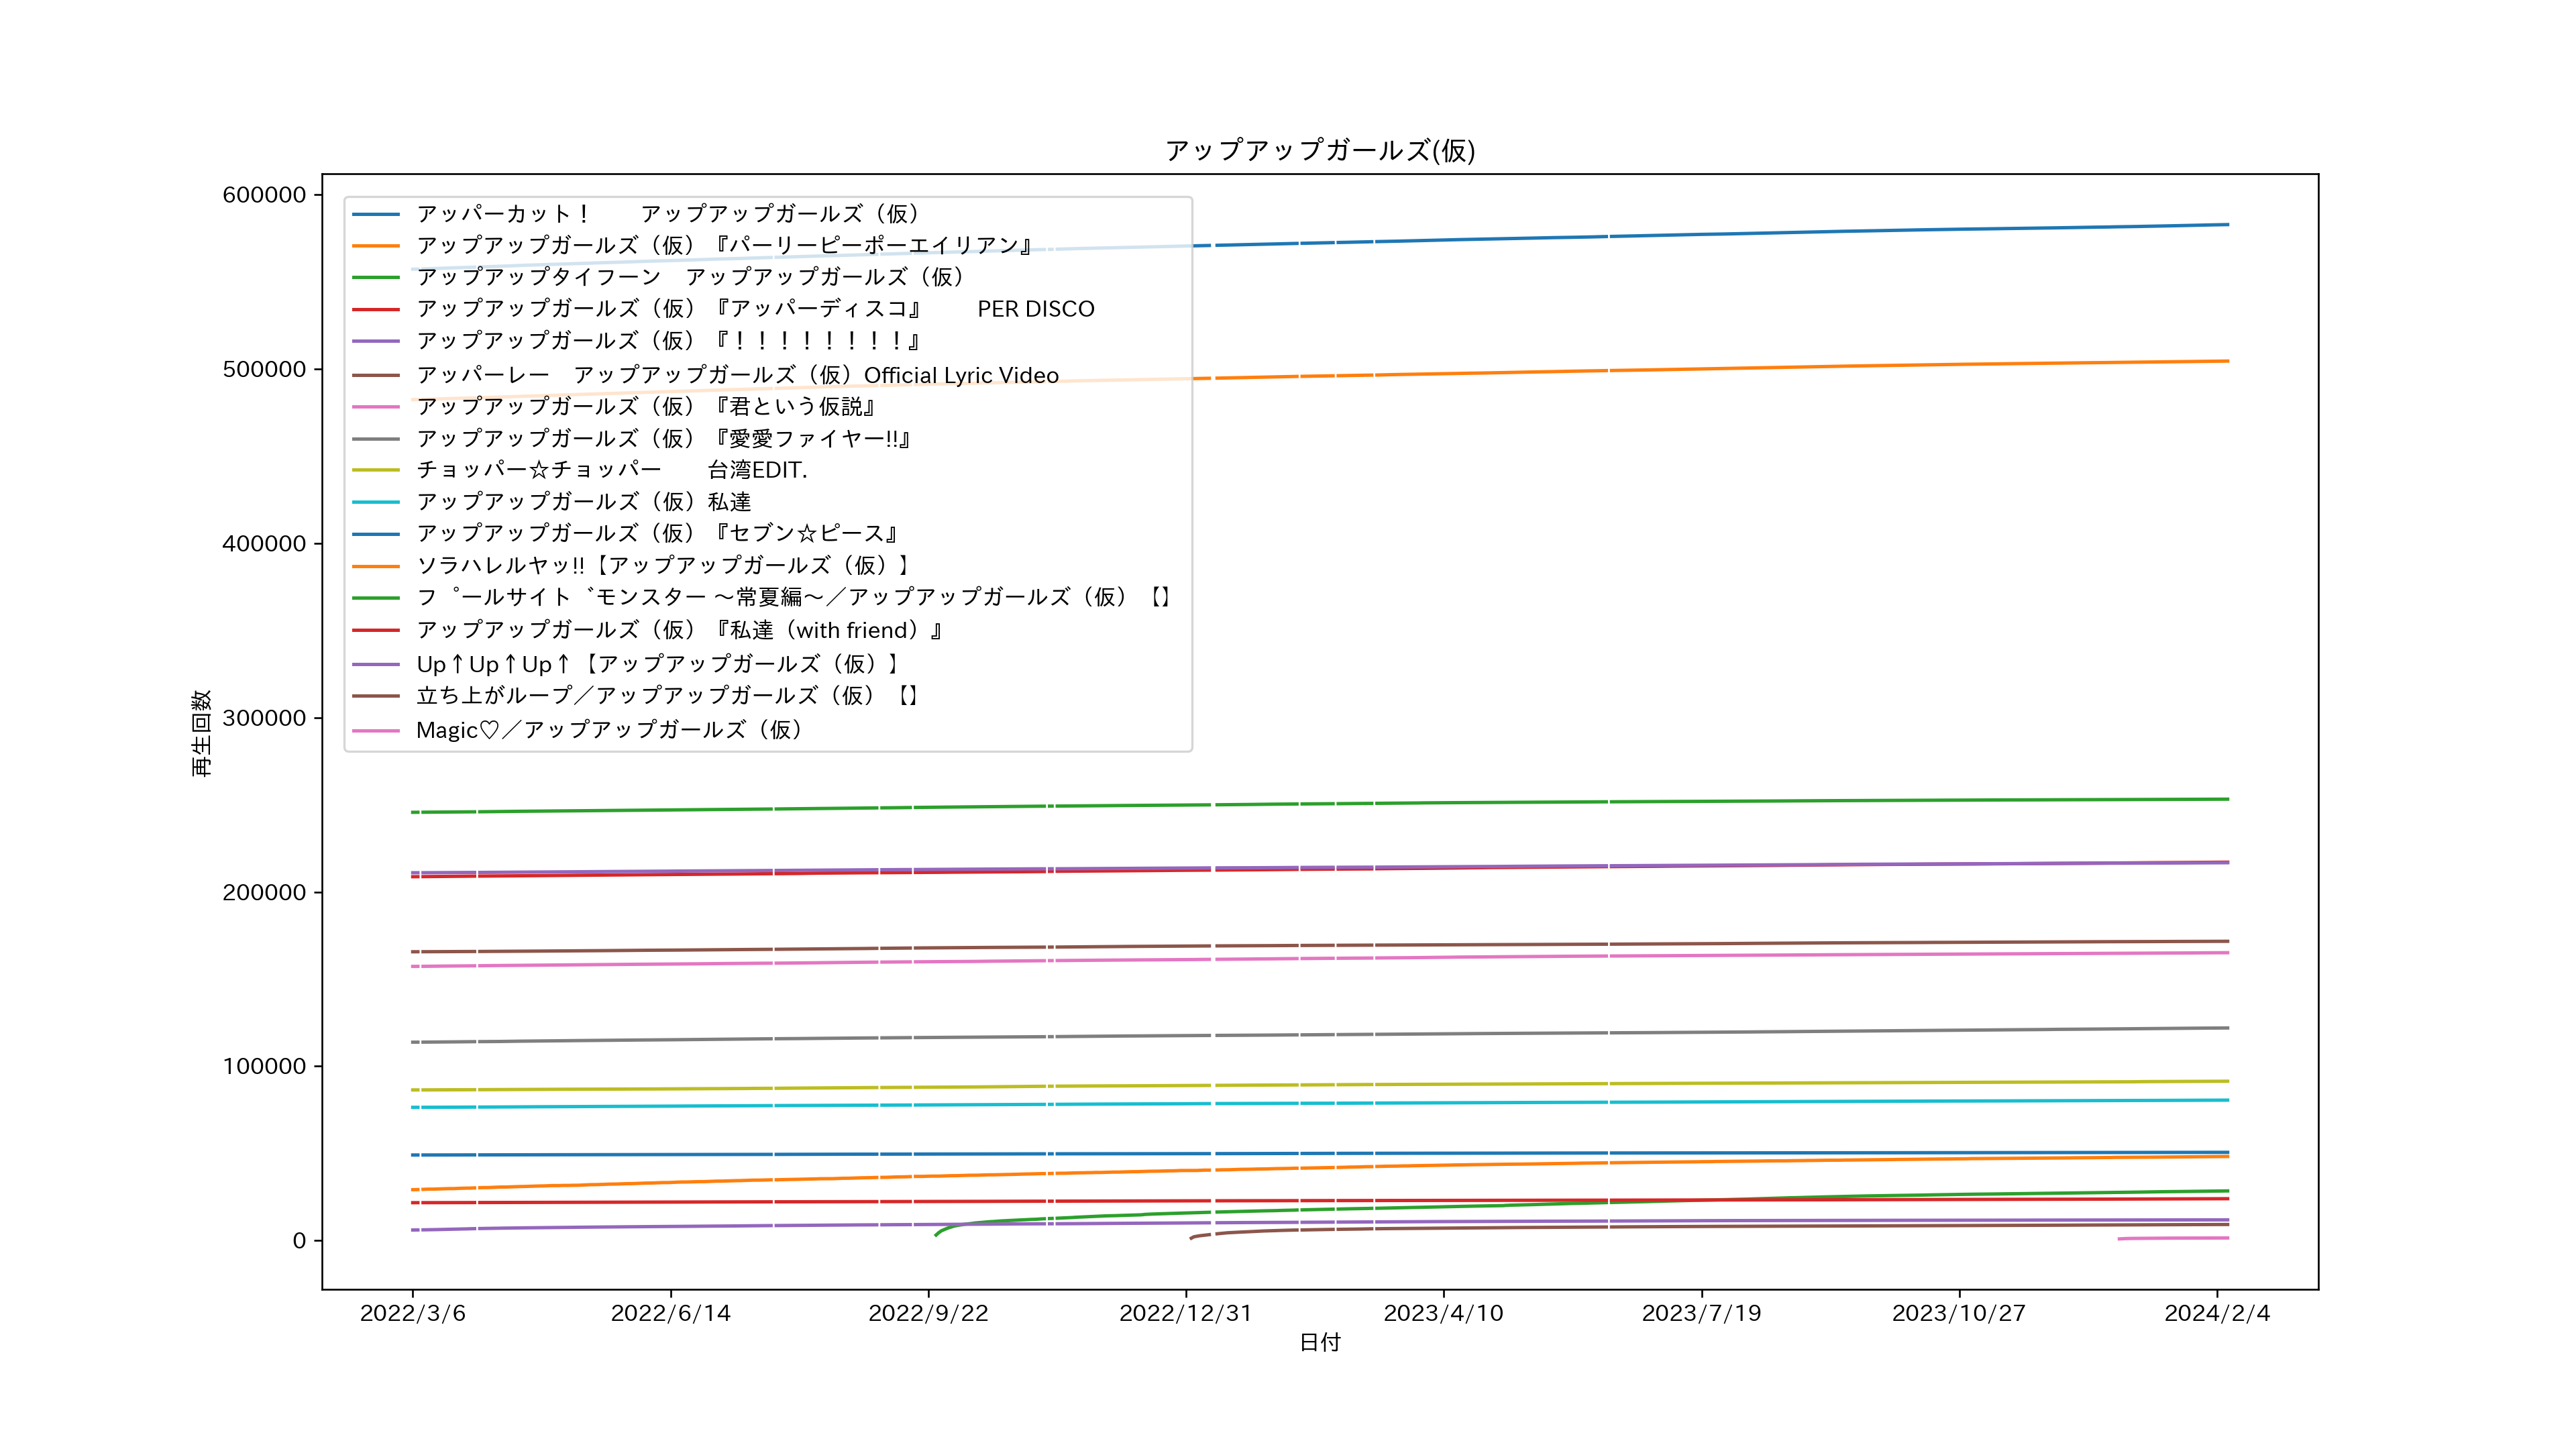 アップアップガールズ(仮)
600000
500000
400000
300000
200000
100000
0
再生回数
アッパーカット！　　アップアップガールズ（仮）
アップアップガールズ（仮）『パーリーピーポーエイリアン』
アップアップタイフーン　アップアップガールズ（仮）
アップアップガールズ（仮）『アッパーディスコ』　　PER DISCO
アップアップガールズ（仮）『！！！！！！！！』
アッパーレー　アップアップガールズ（仮）Official Lyric Video
アップアップガールズ（仮）『君という仮説』
アップアップガールズ（仮）『愛愛ファイヤー!!』
チョッパー☆チョッパー　　台湾EDIT.
アップアップガールズ（仮）私達
アップアップガールズ（仮）『セブン☆ピース』
ソラハレルヤッ!!【アップアップガールズ（仮）】
フ゜ールサイト゛モンスター 〜常夏編〜／アップアップガールズ（仮）【】
アップアップガールズ（仮）『私達（with friend）』
Up↑Up↑Up↑【アップアップガールズ（仮）】
立ち上がループ／アップアップガールズ（仮）【】
Magic♡／アップアップガールズ（仮）
2022/3/6 2022/6/14 2022/9/22 2022/12/31 2023/4/10 2023/7/19 2023/10/27 2024/2/4
日付